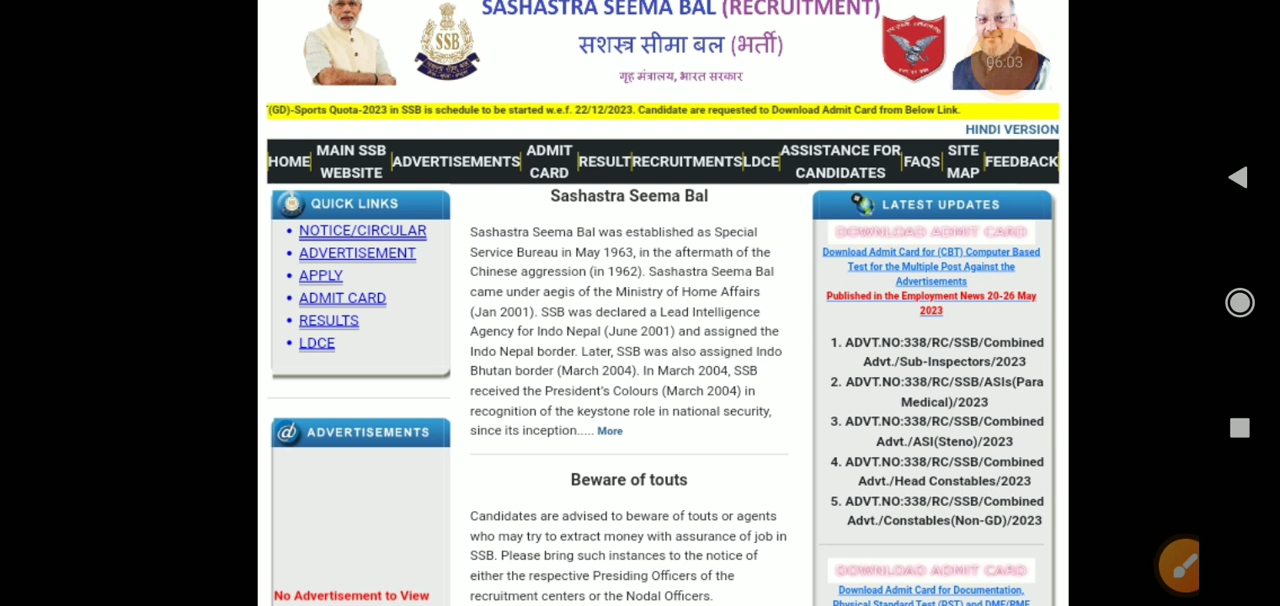 SASHASTRA SEEMA BAL (RECRUITMENT)
सशस्त्र सीमा बल (भर्ती)
गृह मंत्रालय, भारत सरकार
SSB
06:03
(GD)-Sports Quota-2023 in SSB is schedule to be started w.e.f. 22/12/2023. Candidate are requested to Download Admit Card from Below Link.
HINDI VERSION
HOME
MAIN SSB
WEBSITE
ADVERTISEMENTS
ADMIT
CARD
RESULT
RECRUITMENTS
LDCE
ASSISTANCE FOR
CANDIDATES
FAQS
SITE
MAP
FEEDBACK
QUICK LINKS
NOTICE/CIRCULAR
ADVERTISEMENT
APPLY
ADMIT CARD
RESULTS
LDCE
ADVERTISEMENTS
No Advertisement to View
Sashastra Seema Bal
Sashastra Seema Bal was established as Special
Service Bureau in May 1963, in the aftermath of the
Chinese aggression (in 1962). Sashastra Seema Bal
came under aegis of the Ministry of Home Affairs
(Jan 2001). SSB was declared a Lead Intelligence
Agency for Indo Nepal (June 2001) and assigned the
Indo Nepal border. Later, SSB was also assigned Indo
Bhutan border (March 2004). In March 2004, SSB
received the President's Colours (March 2004) in
recognition of the keystone role in national security,
since its inception..... More
Beware of touts
Candidates are advised to beware of touts or agents
who may try to extract money with assurance of job in
SSB. Please bring such instances to the notice of
either the respective Presiding Officers of the
recruitment centers or the Nodal Officers.
LATEST UPDATES
DOWNLOAD ADMIT CARD
Download Admit Card for (CBT) Computer Based
Test for the Multiple Post Against the
Advertisements
Published in the Employment News 20-26 May
2023
1. ADVT.NO:338/RC/SSB/Combined
Advt./Sub-Inspectors/2023
2. ADVT.NO:338/RC/SSB/ASIs(Para
Medical)/2023
3. ADVT.NO:338/RC/SSB/Combined
Advt./ASI(Steno)/2023
4. ADVT.NO:338/RC/SSB/Combined
Advt./Head Constables/2023
5. ADVT.NO:338/RC/SSB/Combined
Advt./Constables(Non-GD)/2023
DOWNLOAD ADMIT CARD
Download Admit Card for Documentation,
Physical Standard Test (PST) and DME/RME